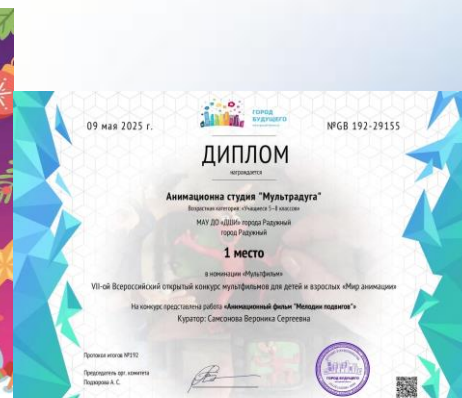 ГОРОД
БУДУЩЕГО
09 мая 2025 г.
№GB 192-29155
ДИПЛОМ
награждается
Анимационна студия "Мультрадуга"
Возрастная категория: «Учащиеся 5–8 классов»
МАУ ДО «ДШИ» города Радужный
город Радужный
1 место
в номинации «Мультфильм»
VII-ой Всероссийский открытый конкурс мультфильмов для детей и взрослых «Мир анимации»
На конкурс представлена работа «Анимационный фильм "Мелодии подвигов"»
Куратор: Самсонова Вероника Сергеевна
Протокол итогов №192
Председатель орг. комитета
Подзорова А. С.